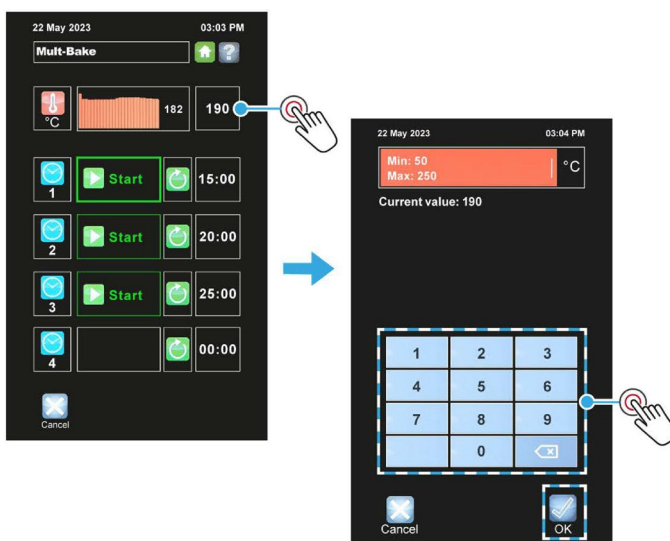 22 May 2023 03:03 PM
Mult-Bake ?
°C 182 190
1 Start 15:00
2 Start 20:00
3 Start 25:00
4 00:00
Cancel
22 May 2023 03:04 PM
Min: 50
Max: 250 °C
Current value: 190
1 2 3
4 5 6
7 8 9
0
Cancel OK